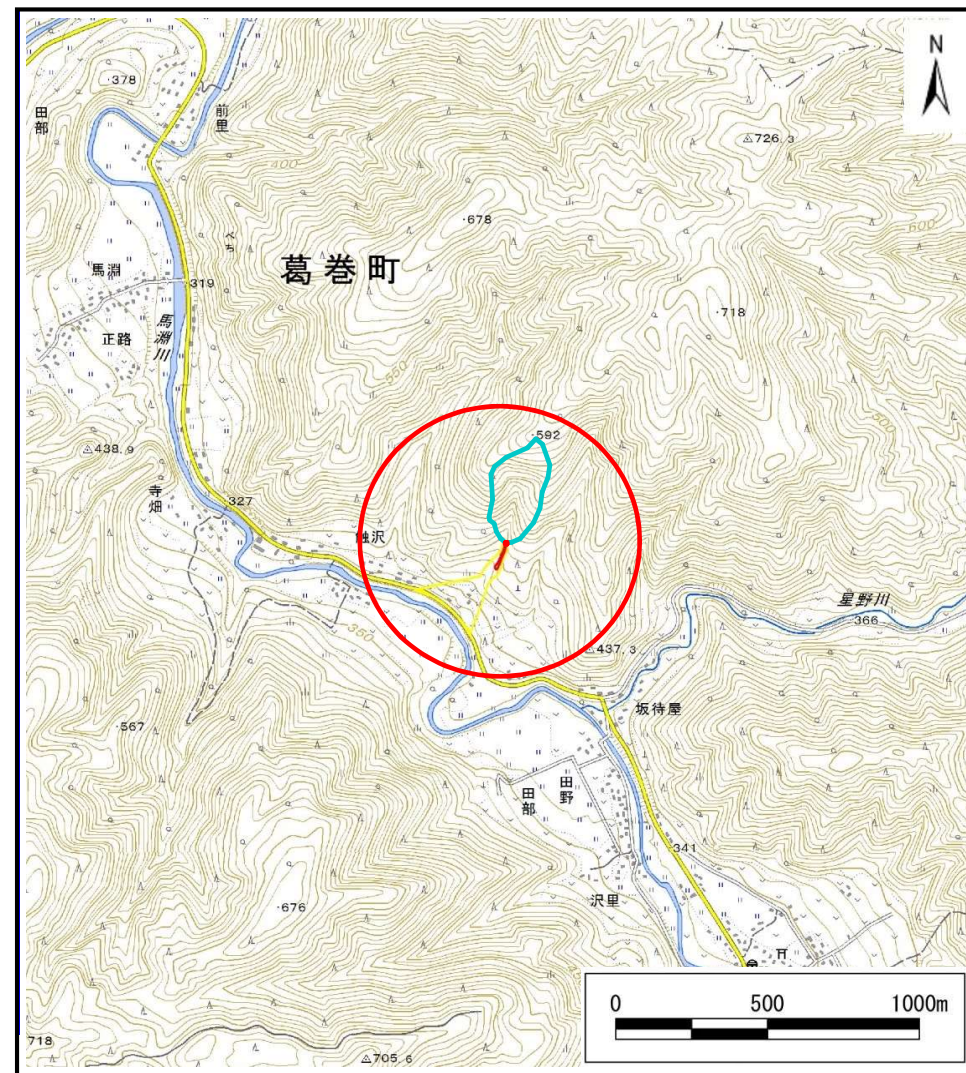 N
·378
田部
前里
400
△726.3
·678
600
葛巻町
馬淵
·319
·718
正路
馬淵川
550
△438.9
·592
寺畑
·327
觸沢
星野川
366
350
△437.3
坂待屋
·567
田野
田部
·341
沢里
·676
718
△705.6
0 500 1000m